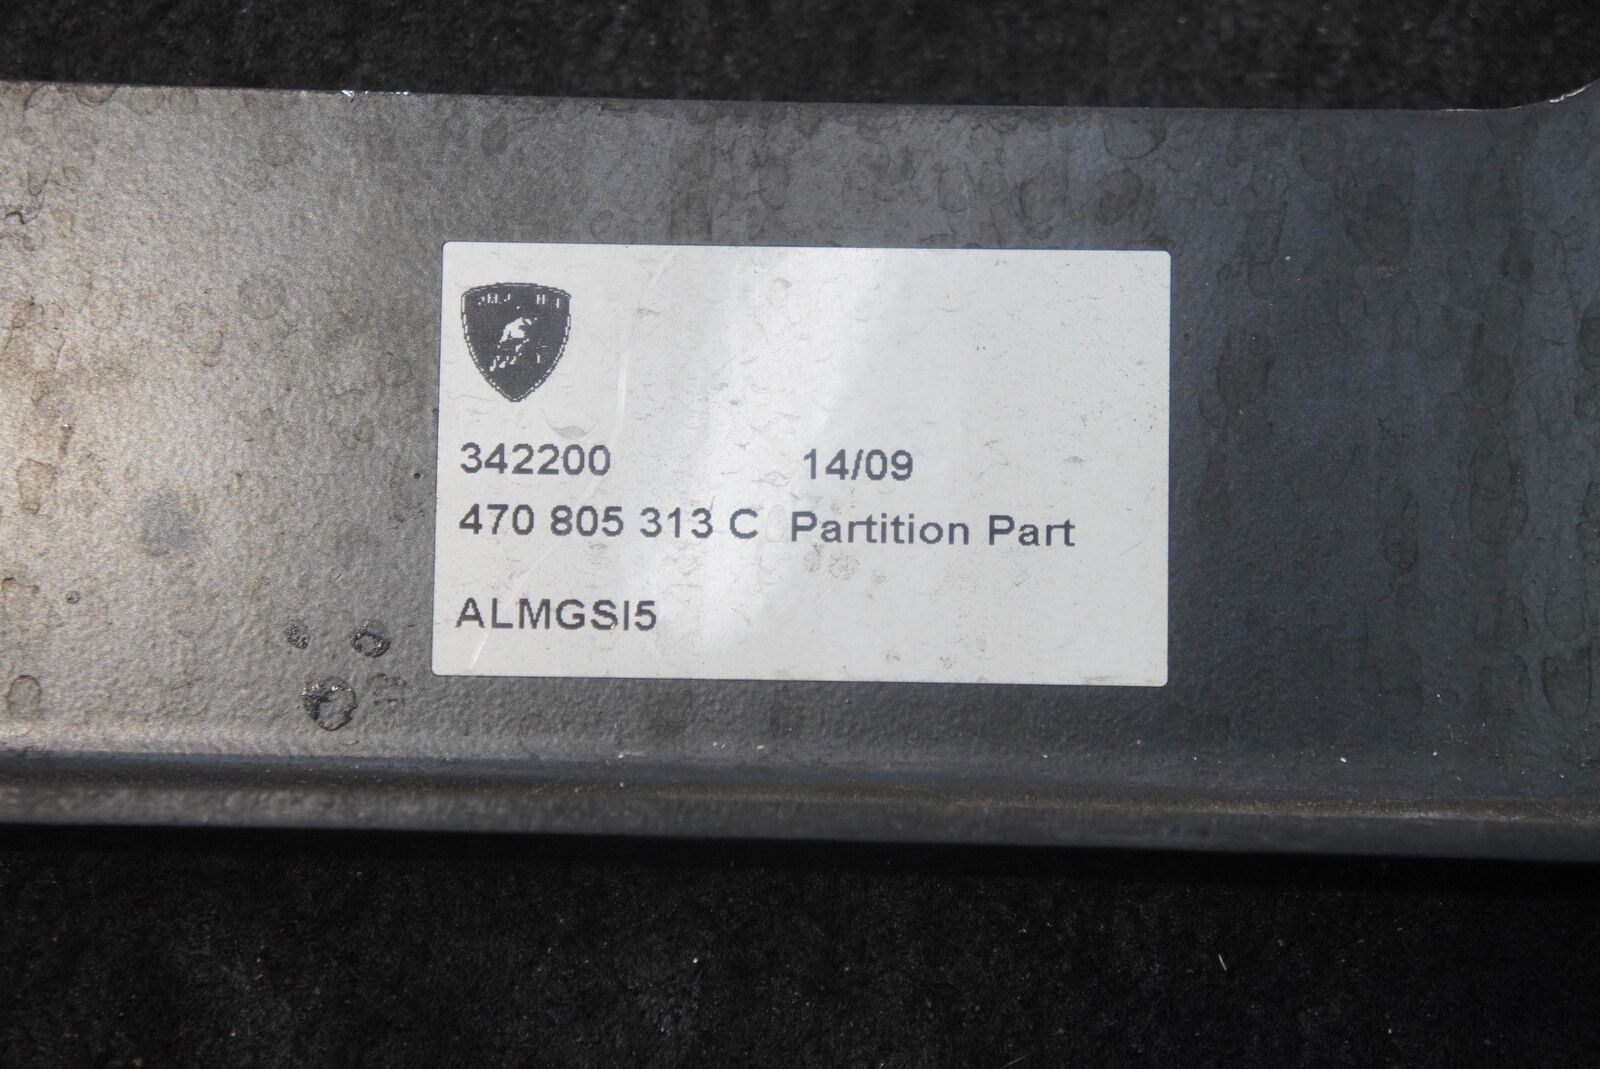 342200 14/09
470 805 313 C Partition Part
ALMGSI5